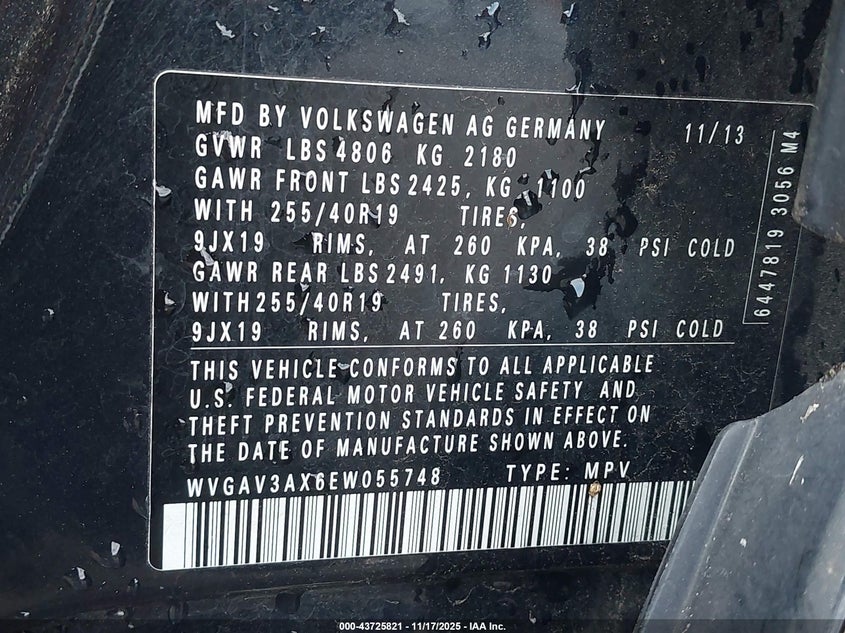 MFD BY VOLKSWAGEN AG GERMANY 11/13
GVWR LBS 4806 KG 2180
GAWR FRONT LBS 2425, KG 1100
WITH 255/40R19 TIRES,
9JX19 RIMS, AT 260 KPA, 38 PSI COLD
GAWR REAR LBS 2491, KG 1130
WITH 255/40R19 TIRES,
9JX19 RIMS, AT 260 KPA, 38 PSI COLD
THIS VEHICLE CONFORMS TO ALL APPLICABLE
U.S. FEDERAL MOTOR VEHICLE SAFETY AND
THEFT PREVENTION STANDARDS IN EFFECT ON
THE DATE OF MANUFACTURE SHOWN ABOVE.
WVGAV3AX6EW055748 TYPE: MPV
6447819 3056 M4
000-43725821 - 11/17/2025 - IAA Inc.